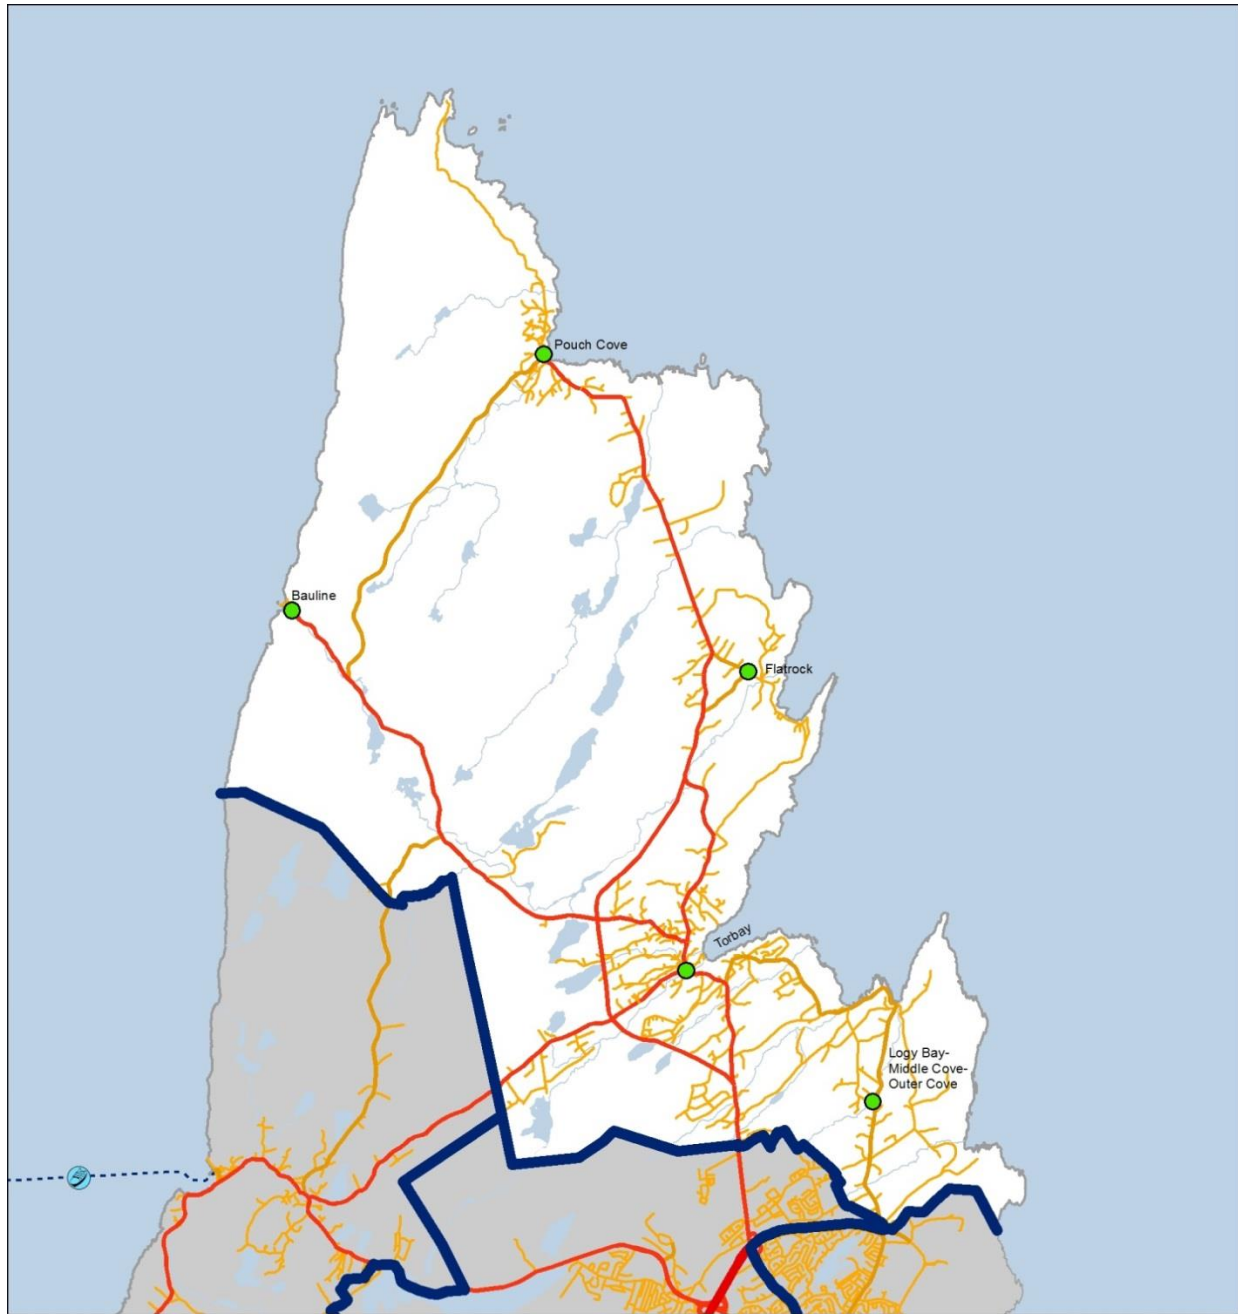 Pouch Cove
Bauline
Flatrock
Torbay
Logy Bay-
Middle Cove-
Outer Cove